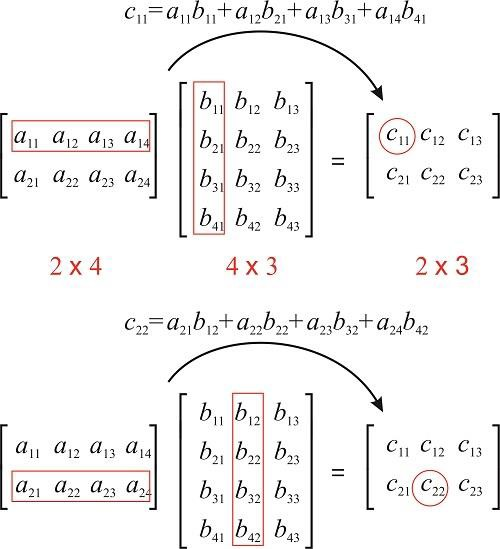 c₁₁=a₁₁b₁₁+a₁₂b₂₁+a₁₃b₃₁+a₁₄b₄₁
b₁₁ b₁₂ b₁₃
a₁₁ a₁₂ a₁₃ a₁₄ b₂₁ b₂₂ b₂₃ c₁₁ c₁₂ c₁₃
=
a₂₁ a₂₂ a₂₃ a₂₄ b₃₁ b₃₂ b₃₃ c₂₁ c₂₂ c₂₃
b₄₁ b₄₂ b₄₃
2 x 4 4 x 3 2 x 3
c₂₂=a₂₁b₁₂+a₂₂b₂₂+a₂₃b₃₂+a₂₄b₄₂
b₁₁ b₁₂ b₁₃
a₁₁ a₁₂ a₁₃ a₁₄ b₂₁ b₂₂ b₂₃ c₁₁ c₁₂ c₁₃
=
a₂₁ a₂₂ a₂₃ a₂₄ b₃₁ b₃₂ b₃₃ c₂₁ c₂₂ c₂₃
b₄₁ b₄₂ b₄₃